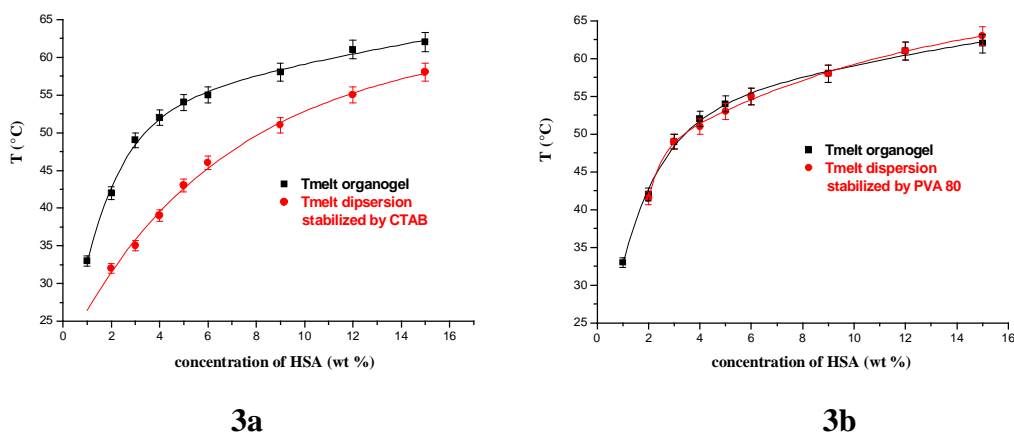 65
60
55
50
45
40
35
30
25
T (°C)
Tmelt organogel
Tmelt dipsersion
stabilized by CTAB
0 2 4 6 8 10 12 14 16
concentration of HSA (wt %)
3a
65
60
55
50
45
40
35
30
25
T (°C)
Tmelt organogel
Tmelt dispersion
stabilized by PVA 80
0 2 4 6 8 10 12 14 16
concentration of HSA (wt %)
3b